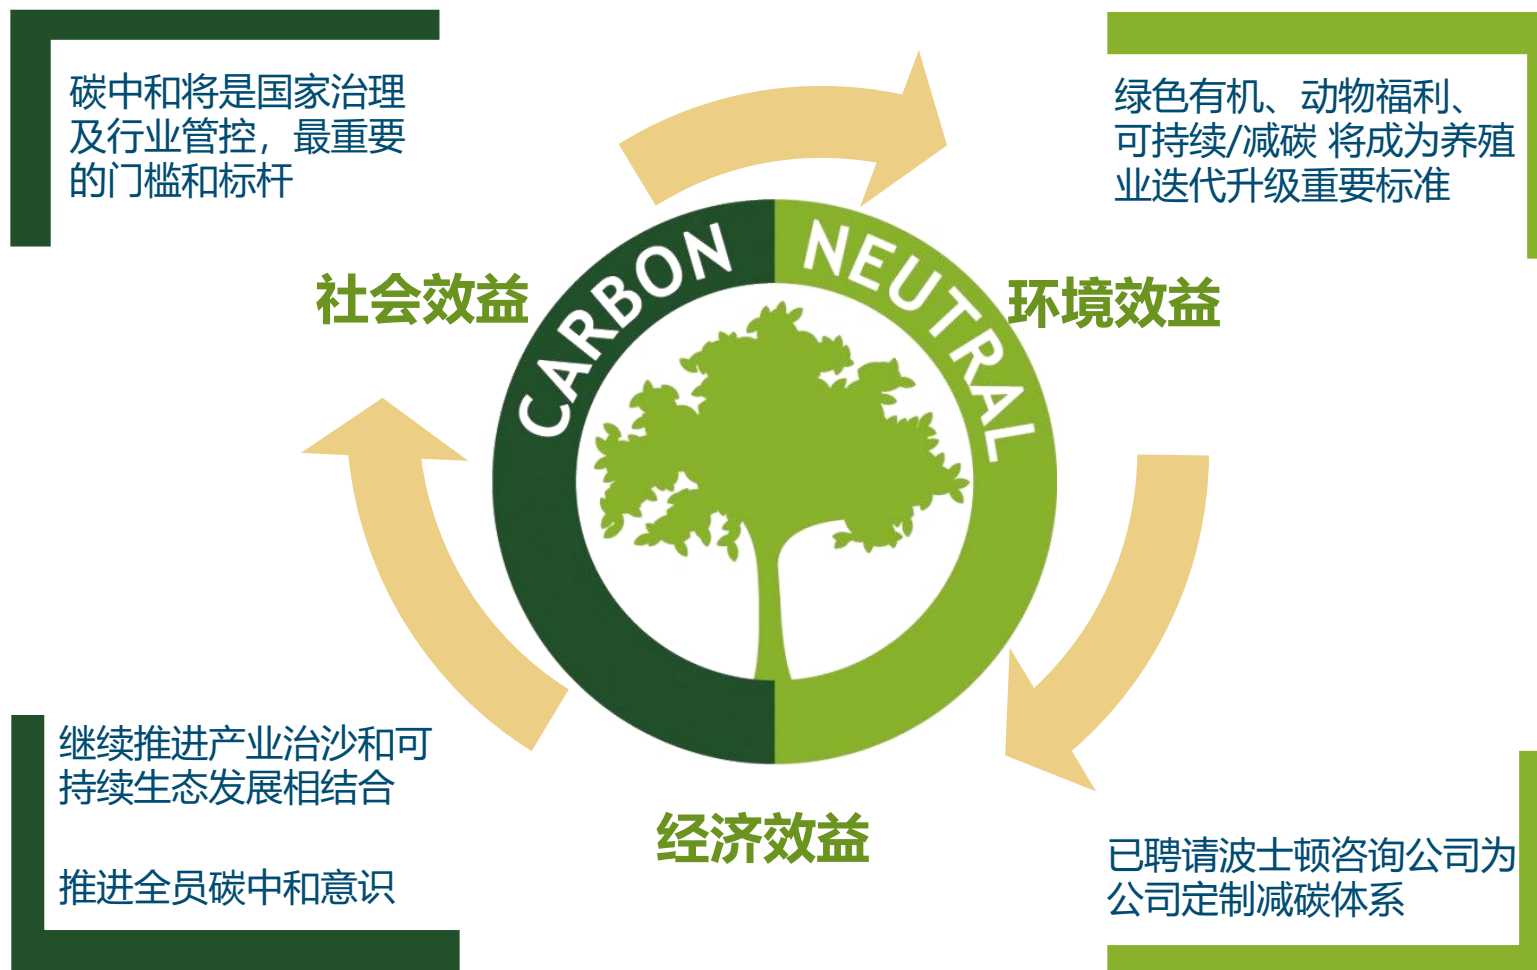 碳中和将是国家治理
及行业管控，最重要
的门槛和标杆
绿色有机、动物福利、
可持续/减碳 将成为养殖
业迭代升级重要标准
社会效益
CARBON NEUTRAL
环境效益
继续推进产业治沙和可
持续生态发展相结合
推进全员碳中和意识
经济效益
已聘请波士顿咨询公司为
公司定制减碳体系